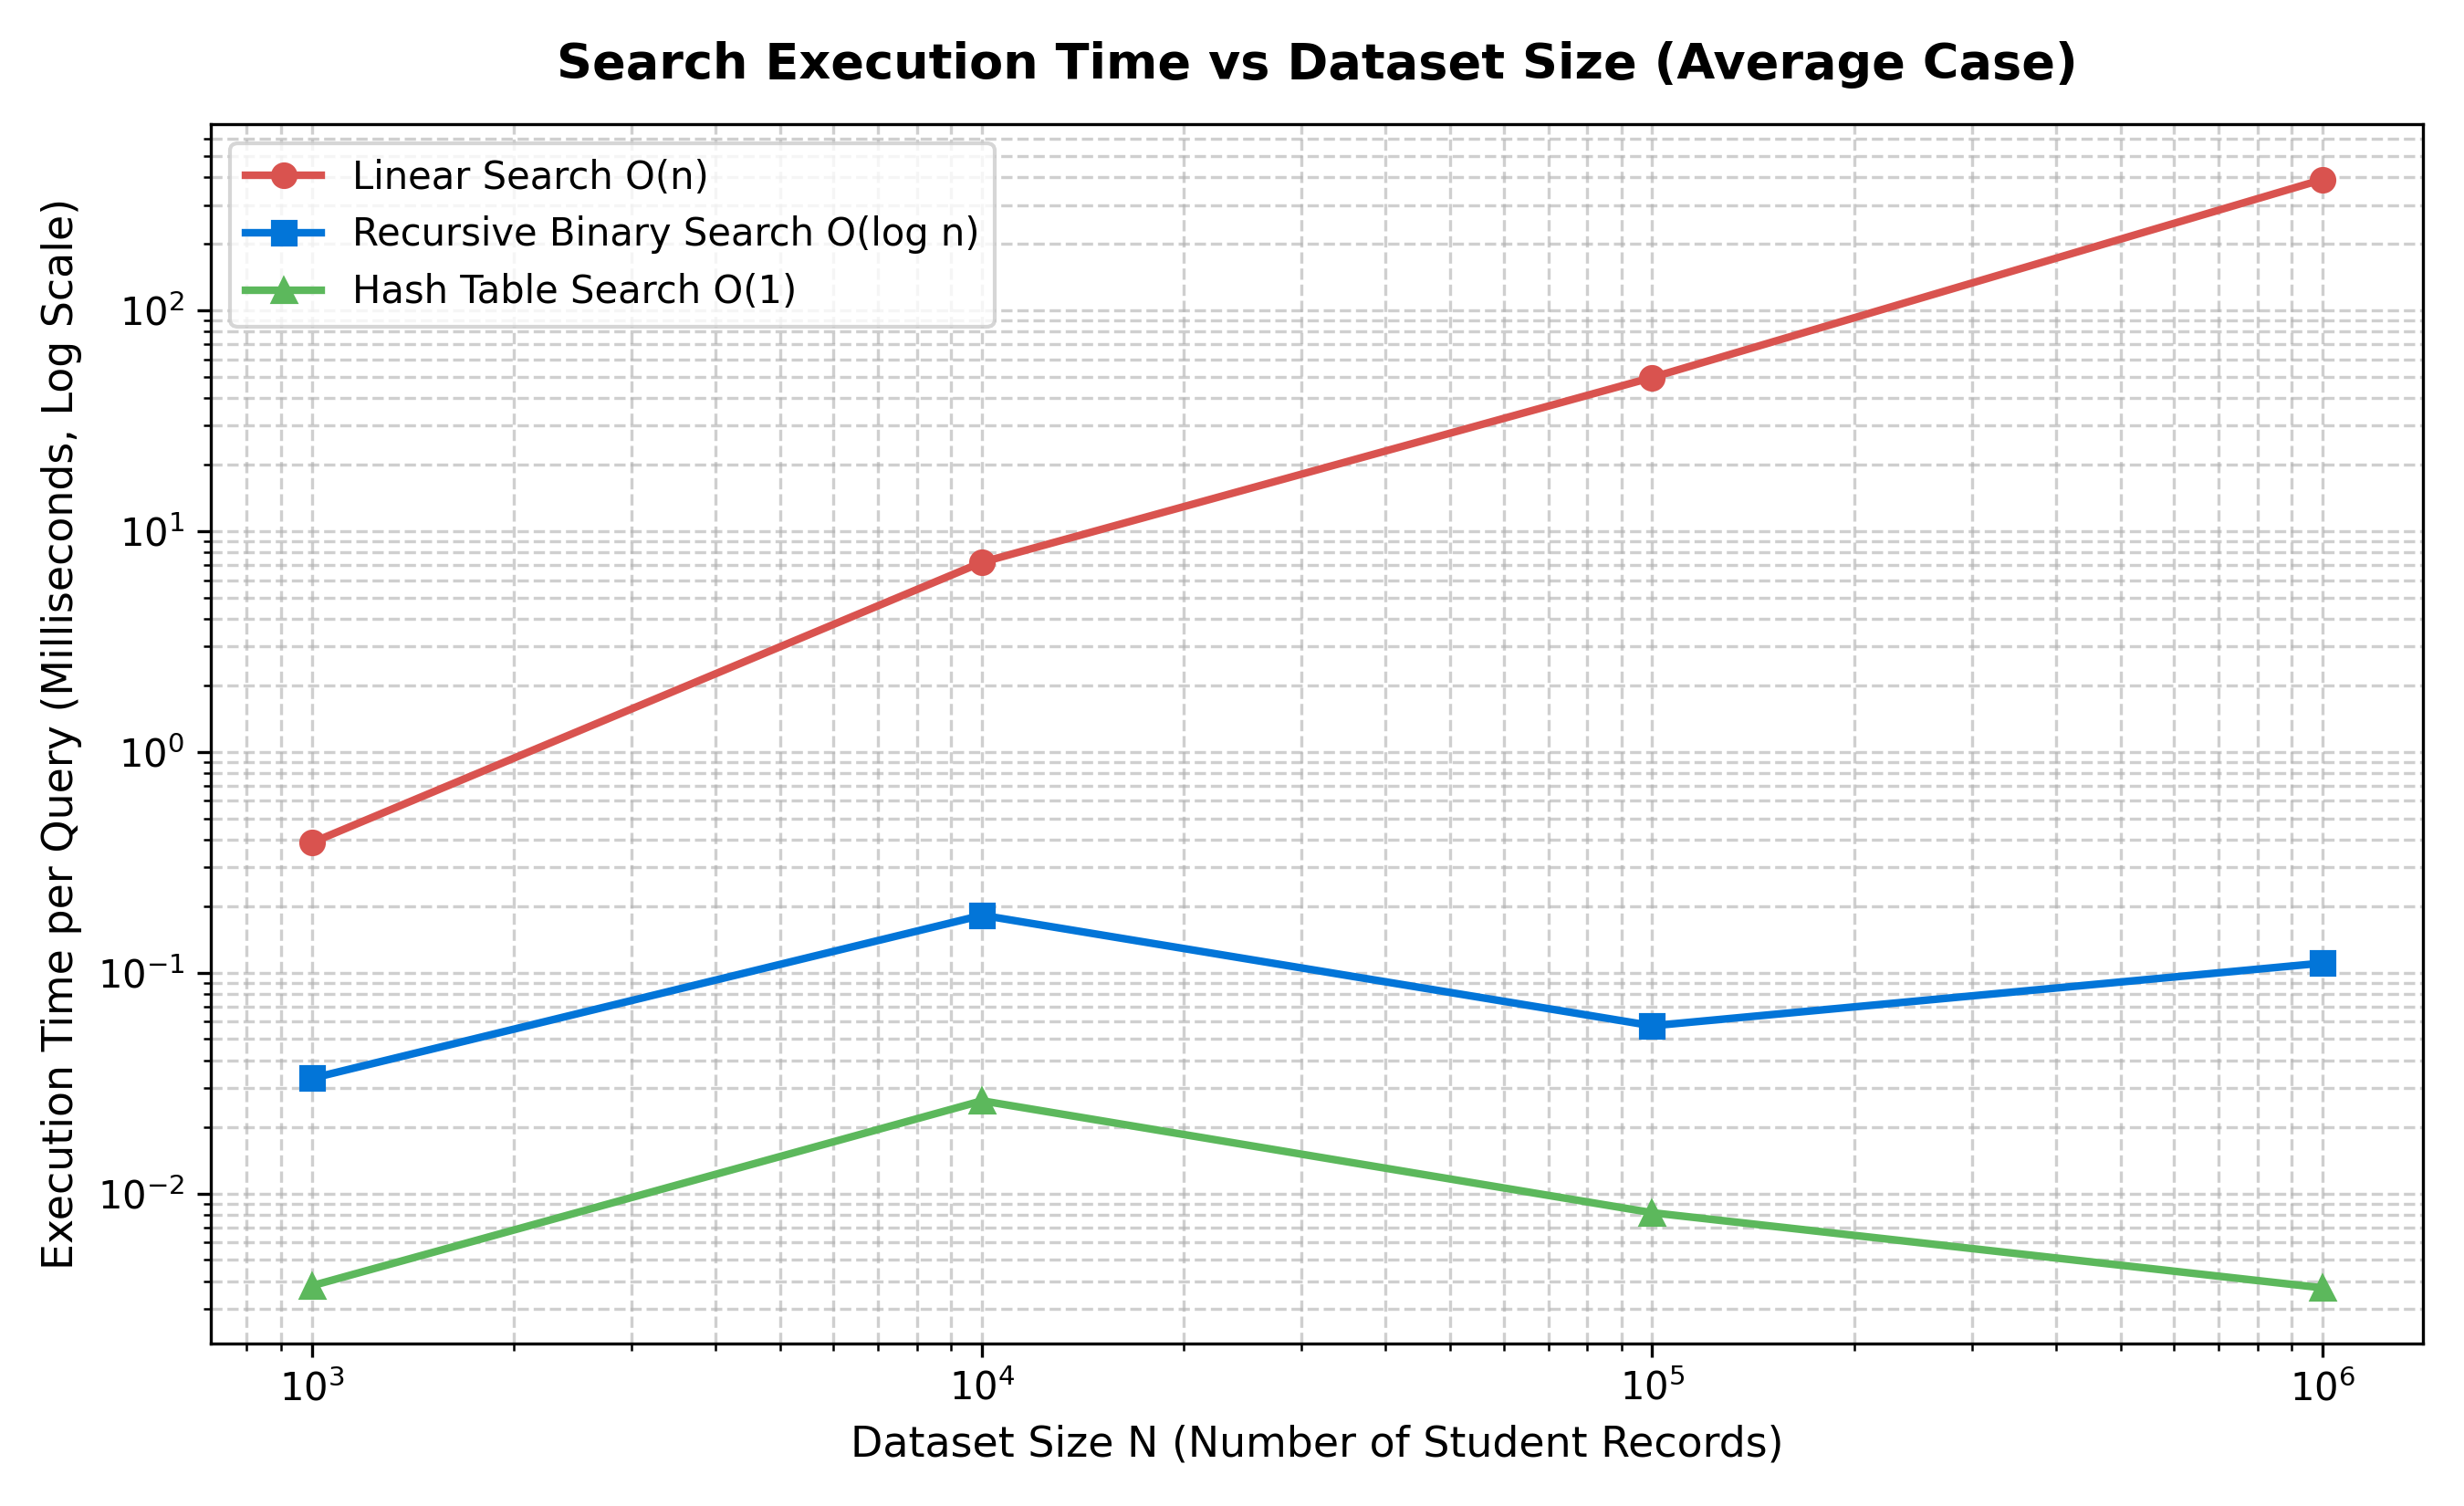 Search Execution Time vs Dataset Size (Average Case)
Linear Search O(n)
Recursive Binary Search O(log n)
Hash Table Search O(1)
Execution Time per Query (Milliseconds, Log Scale)
10²
10¹
10⁰
10⁻¹
10⁻²
10³ 10⁴ 10⁵ 10⁶
Dataset Size N (Number of Student Records)